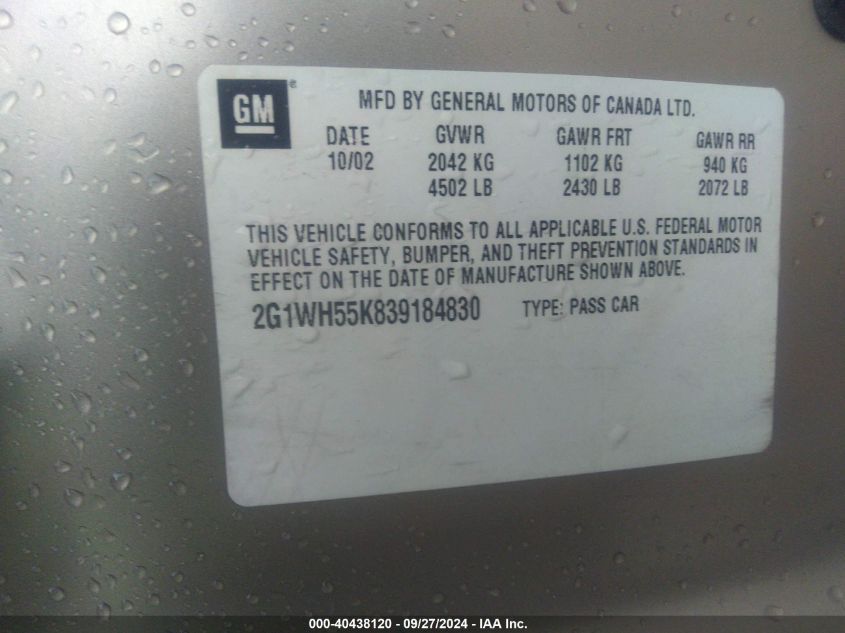 GM ®
MFD BY GENERAL MOTORS OF CANADA LTD.
DATE GVWR GAWR FRT GAWR RR
10/02 2042 KG 1102 KG 940 KG
4502 LB 2430 LB 2072 LB
THIS VEHICLE CONFORMS TO ALL APPLICABLE U.S. FEDERAL MOTOR
VEHICLE SAFETY, BUMPER, AND THEFT PREVENTION STANDARDS IN
EFFECT ON THE DATE OF MANUFACTURE SHOWN ABOVE.
2G1WH55K839184830 TYPE: PASS CAR
000-40438120 - 09/27/2024 - IAA Inc.